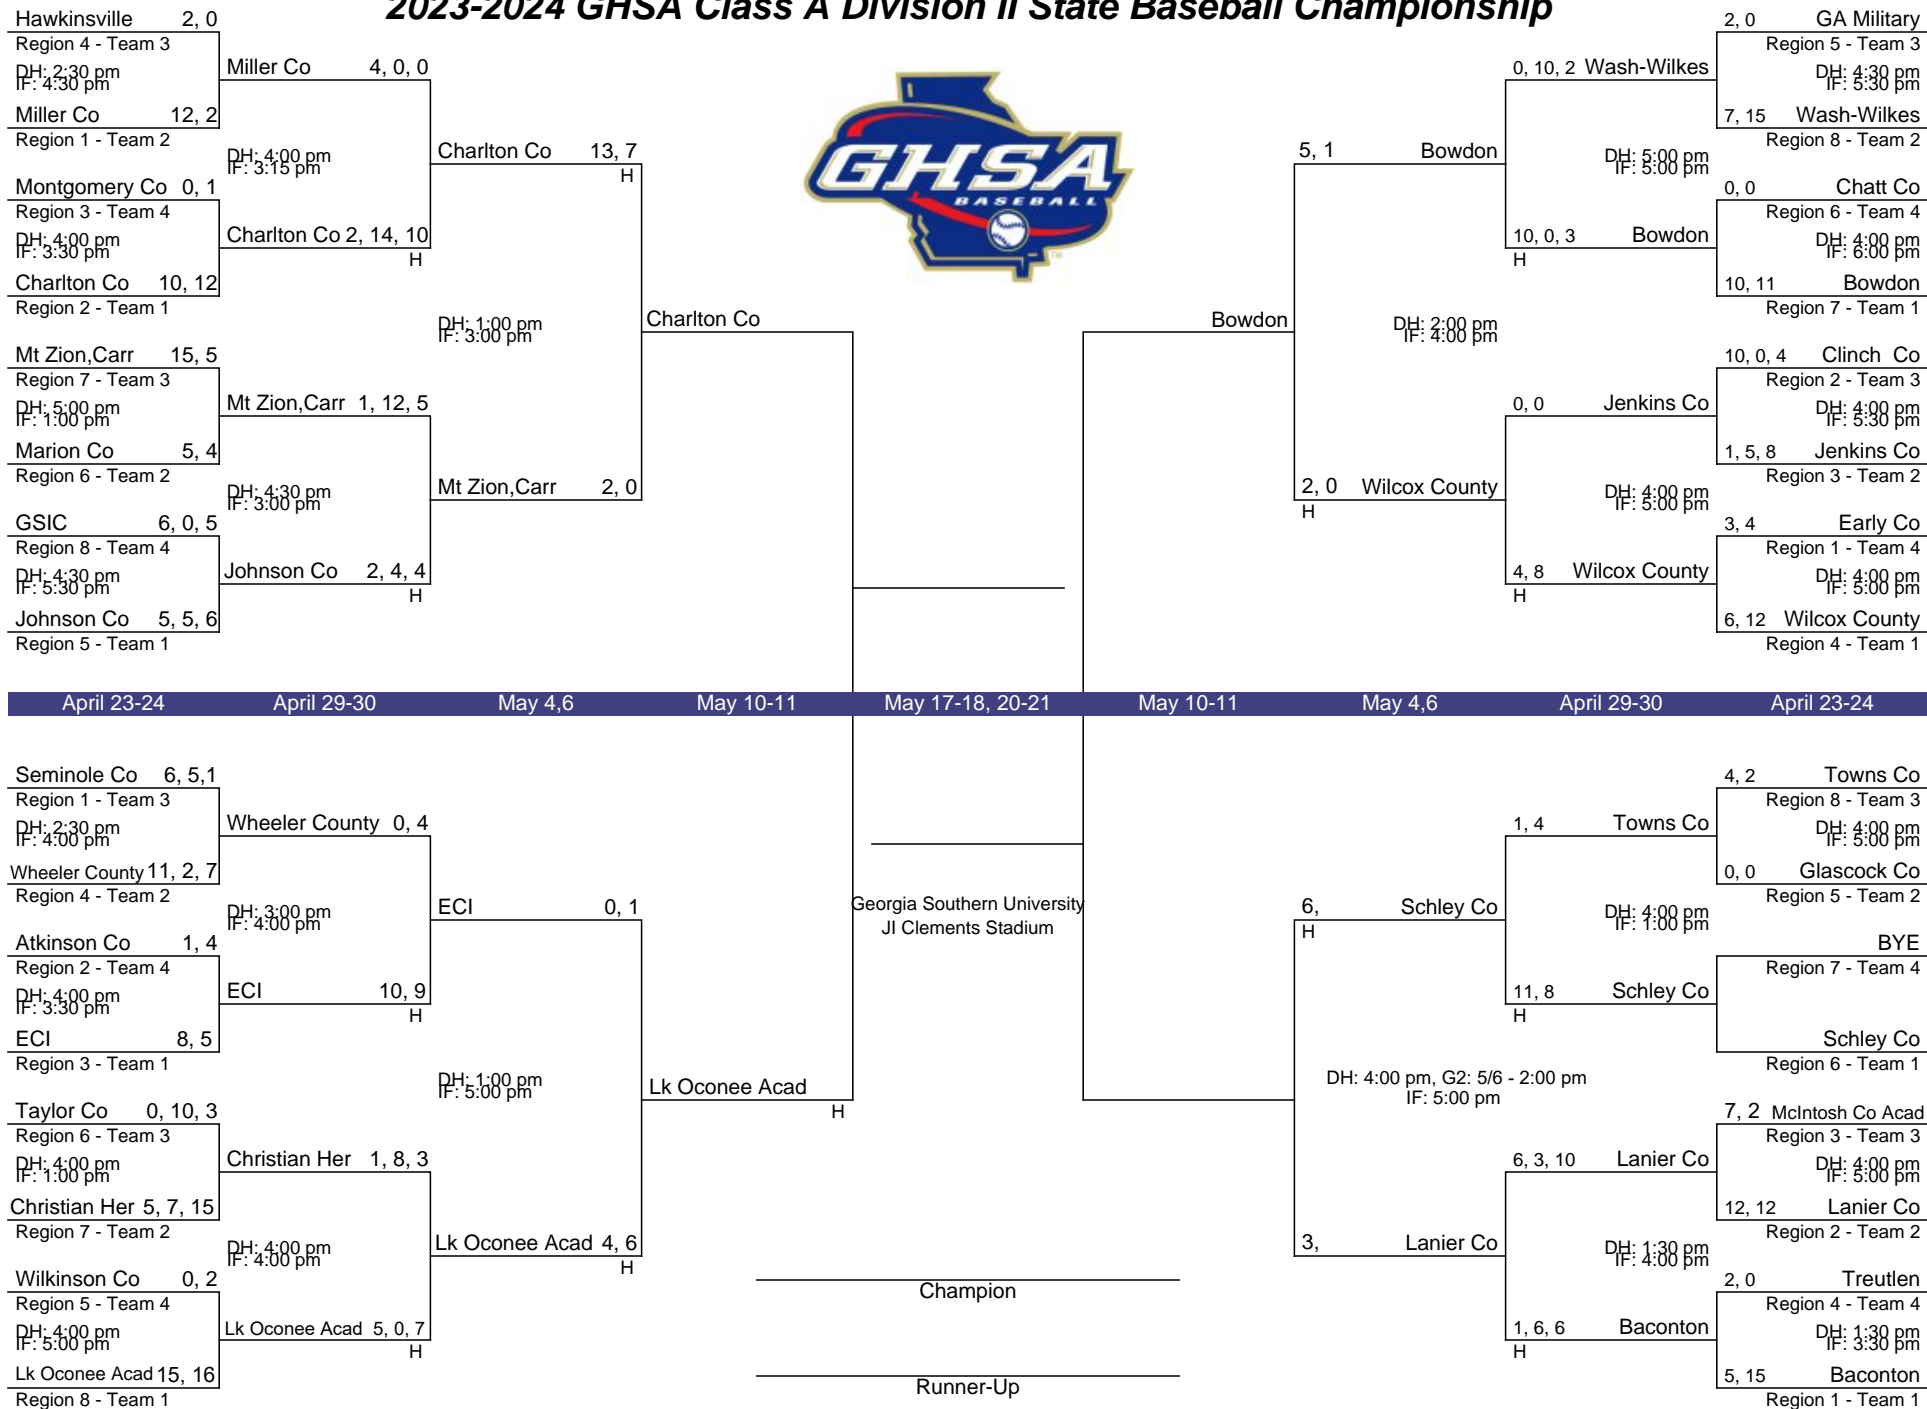 2023-2024 GHSA Class A Division II State Baseball Championship
Hawkinsville 2, 0
Region 4 - Team 3
DH: 2:30 pm
IF: 4:30 pm
Miller Co 12, 2
Region 1 - Team 2
Montgomery Co 0, 1
Region 3 - Team 4
DH: 4:00 pm
IF: 3:30 pm
Charlton Co 10, 12
Region 2 - Team 1
Mt Zion,Carr 15, 5
Region 7 - Team 3
DH: 5:00 pm
IF: 1:00 pm
Marion Co 5, 4
Region 6 - Team 2
GSIC 6, 0, 5
Region 8 - Team 4
DH: 4:30 pm
IF: 5:30 pm
Johnson Co 5, 5, 6
Region 5 - Team 1
Miller Co 4, 0, 0
DH: 4:00 pm
IF: 3:15 pm
Charlton Co 2, 14, 10
H
Mt Zion,Carr 1, 12, 5
DH: 4:30 pm
IF: 3:00 pm
Johnson Co 2, 4, 4
H
Charlton Co 13, 7
H
DH: 1:00 pm
IF: 3:00 pm
Mt Zion,Carr 2, 0
Charlton Co
GHSA
BASEBALL
TM
Bowdon
5, 1 Bowdon
DH: 2:00 pm
IF: 4:00 pm
2, 0 Wilcox County
H
0, 10, 2 Wash-Wilkes
DH: 5:00 pm
IF: 5:00 pm
10, 0, 3 Bowdon
H
0, 0 Jenkins Co
DH: 4:00 pm
IF: 5:00 pm
4, 8 Wilcox County
H
2, 0 GA Military
Region 5 - Team 3
DH: 4:30 pm
IF: 5:30 pm
7, 15 Wash-Wilkes
Region 8 - Team 2
0, 0 Chatt Co
Region 6 - Team 4
DH: 4:00 pm
IF: 6:00 pm
10, 11 Bowdon
Region 7 - Team 1
10, 0, 4 Clinch Co
Region 2 - Team 3
DH: 4:00 pm
IF: 5:30 pm
1, 5, 8 Jenkins Co
Region 3 - Team 2
3, 4 Early Co
Region 1 - Team 4
DH: 4:00 pm
IF: 5:00 pm
6, 12 Wilcox County
Region 4 - Team 1
April 23-24 April 29-30 May 4,6 May 10-11 May 17-18, 20-21 May 10-11 May 4,6 April 29-30 April 23-24
Seminole Co 6, 5,1
Region 1 - Team 3
DH: 2:30 pm
IF: 4:00 pm
Wheeler County 11, 2, 7
Region 4 - Team 2
Atkinson Co 1, 4
Region 2 - Team 4
DH: 4:00 pm
IF: 3:30 pm
ECI 8, 5
Region 3 - Team 1
Taylor Co 0, 10, 3
Region 6 - Team 3
DH: 4:00 pm
IF: 1:00 pm
Christian Her 5, 7, 15
Region 7 - Team 2
Wilkinson Co 0, 2
Region 5 - Team 4
DH: 4:00 pm
IF: 5:00 pm
Lk Oconee Acad 15, 16
Region 8 - Team 1
Wheeler County 0, 4
DH: 3:00 pm
IF: 4:00 pm
ECI 10, 9
H
Christian Her 1, 8, 3
DH: 4:00 pm
IF: 4:00 pm
Lk Oconee Acad 5, 0, 7
H
ECI 0, 1
DH: 1:00 pm
IF: 5:00 pm
Lk Oconee Acad 4, 6
H
Lk Oconee Acad
H
Georgia Southern University
JI Clements Stadium
Champion
Runner-Up
6, Schley Co
H
DH: 4:00 pm, G2: 5/6 - 2:00 pm
IF: 5:00 pm
3, Lanier Co
1, 4 Towns Co
DH: 4:00 pm
IF: 1:00 pm
11, 8 Schley Co
H
6, 3, 10 Lanier Co
DH: 1:30 pm
IF: 4:00 pm
1, 6, 6 Baconton
H
4, 2 Towns Co
Region 8 - Team 3
DH: 4:00 pm
IF: 5:00 pm
0, 0 Glascock Co
Region 5 - Team 2
BYE
Region 7 - Team 4
Schley Co
Region 6 - Team 1
7, 2 McIntosh Co Acad
Region 3 - Team 3
DH: 4:00 pm
IF: 5:00 pm
12, 12 Lanier Co
Region 2 - Team 2
2, 0 Treutlen
Region 4 - Team 4
DH: 1:30 pm
IF: 3:30 pm
5, 15 Baconton
Region 1 - Team 1